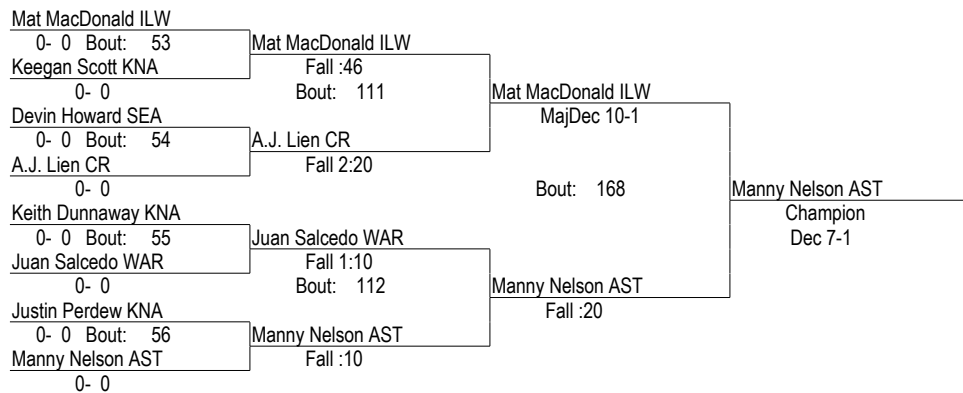 Mat MacDonald ILW
0- 0 Bout: 53
Keegan Scott KNA
0- 0
Devin Howard SEA
0- 0 Bout: 54
A.J. Lien CR
0- 0
Keith Dunnaway KNA
0- 0 Bout: 55
Juan Salcedo WAR
0- 0
Justin Perdew KNA
0- 0 Bout: 56
Manny Nelson AST
0- 0
Mat MacDonald ILW
Fall :46
Bout: 111
A.J. Lien CR
Fall 2:20
Juan Salcedo WAR
Fall 1:10
Bout: 112
Manny Nelson AST
Fall :10
Mat MacDonald ILW
MajDec 10-1
Bout: 168
Manny Nelson AST
Fall :20
Manny Nelson AST
Champion
Dec 7-1